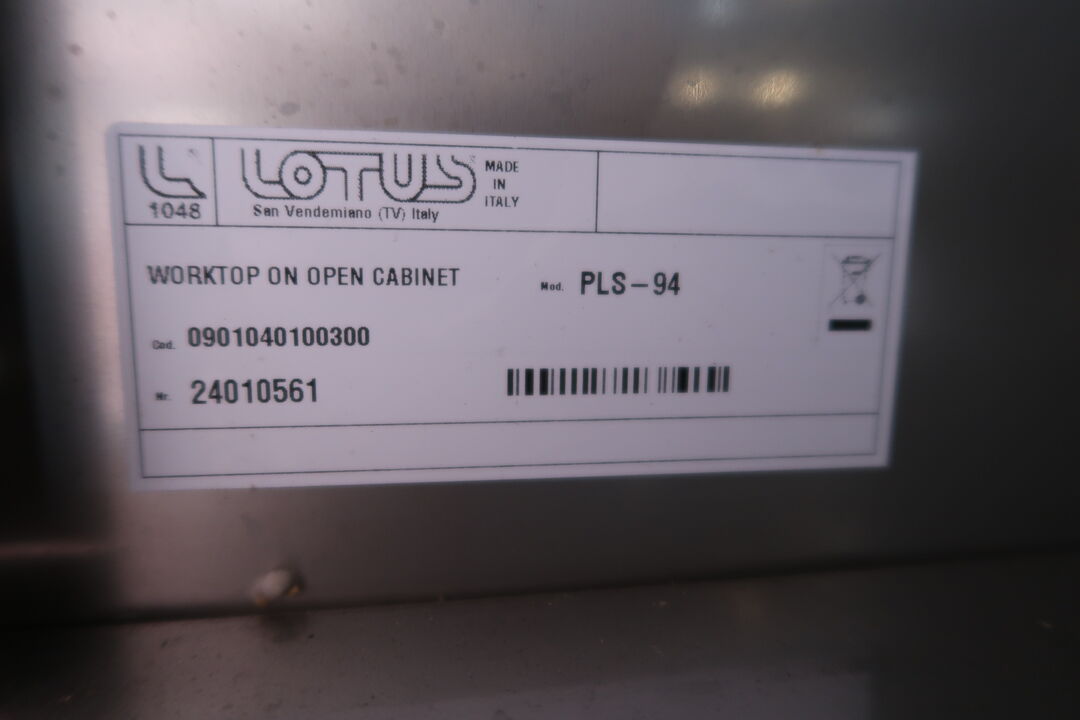 1048
LOTUS
MADE
IN
ITALY
San Vendemiano (TV) Italy
WORKTOP ON OPEN CABINET
Mod. PLS-94
Cod. 0901040100300
Nr. 24010561